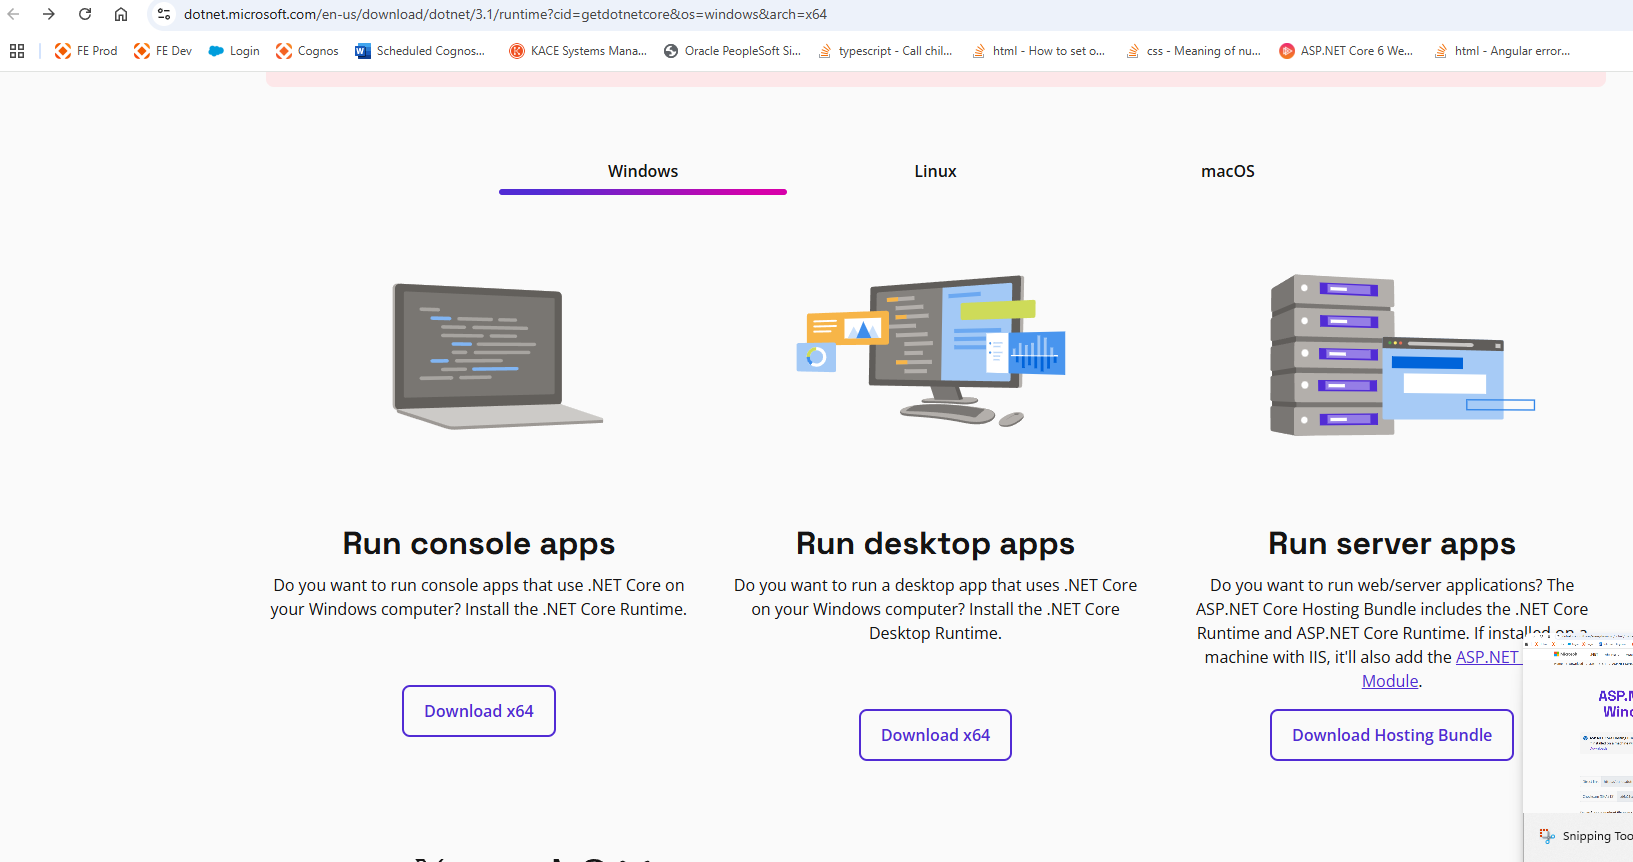 dotnet.microsoft.com/en-us/download/dotnet/3.1/runtime?cid=getdotnetcore&os=windows&arch=x64
FE Prod FE Dev Login Cognos Scheduled Cognos... KACE Systems Mana... Oracle PeopleSoft Si... typescript - Call chil... html - How to set o... css - Meaning of nu... ASP.NET Core 6 We... html - Angular error...
Windows Linux macOS
Run console apps
Do you want to run console apps that use .NET Core on
your Windows computer? Install the .NET Core Runtime.
Download x64
Run desktop apps
Do you want to run a desktop app that uses .NET Core
on your Windows computer? Install the .NET Core
Desktop Runtime.
Download x64
Run server apps
Do you want to run web/server applications? The
ASP.NET Core Hosting Bundle includes the .NET Core
Runtime and ASP.NET Core Runtime. If installed on a
machine with IIS, it'll also add the ASP.NET
Module.
Download Hosting Bundle
Snipping Too